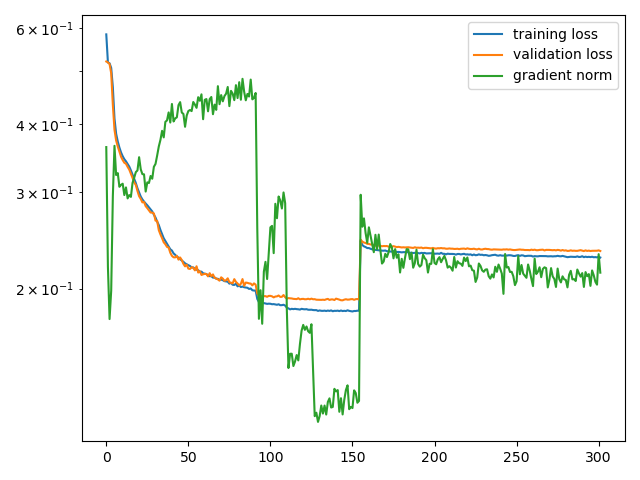 training loss
validation loss
gradient norm
6 × 10⁻¹
4 × 10⁻¹
3 × 10⁻¹
2 × 10⁻¹
0 50 100 150 200 250 300